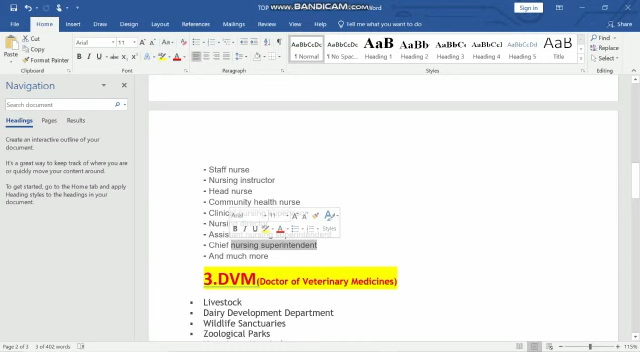 TOP
www.BANDICAM.com
Word
Sign in
File Home Insert Draw Design Layout References Mailings Review View Help Tell me what you want to do Share
Paste
Cut
Copy
Format Painter
Clipboard
Arial 11
Font
Paragraph
AaBbCcDc AaBbCcDc AaB AaBb AaBbC AaBbC AaBbCcDd AaB
1 Normal 1 No Spac... Heading 1 Heading 2 Heading 3 Heading 4 Heading 5 Title
Styles
Find
Replace
Select
Editing
Navigation
Search document
Headings Pages Results
Create an interactive outline of your document.
It's a great way to keep track of where you are or quickly move your content around.
To get started, go to the Home tab and apply Heading styles to the headings in your document.
- Staff nurse
- Nursing instructor
- Head nurse
- Community health nurse
Arial 11
Styles
- Chief nursing superintendent
- And much more
3.DVM(Doctor of Veterinary Medicines)
▪ Livestock
▪ Dairy Development Department
▪ Wildlife Sanctuaries
▪ Zoological Parks
Page 2 of 3 3 of 402 words
115%